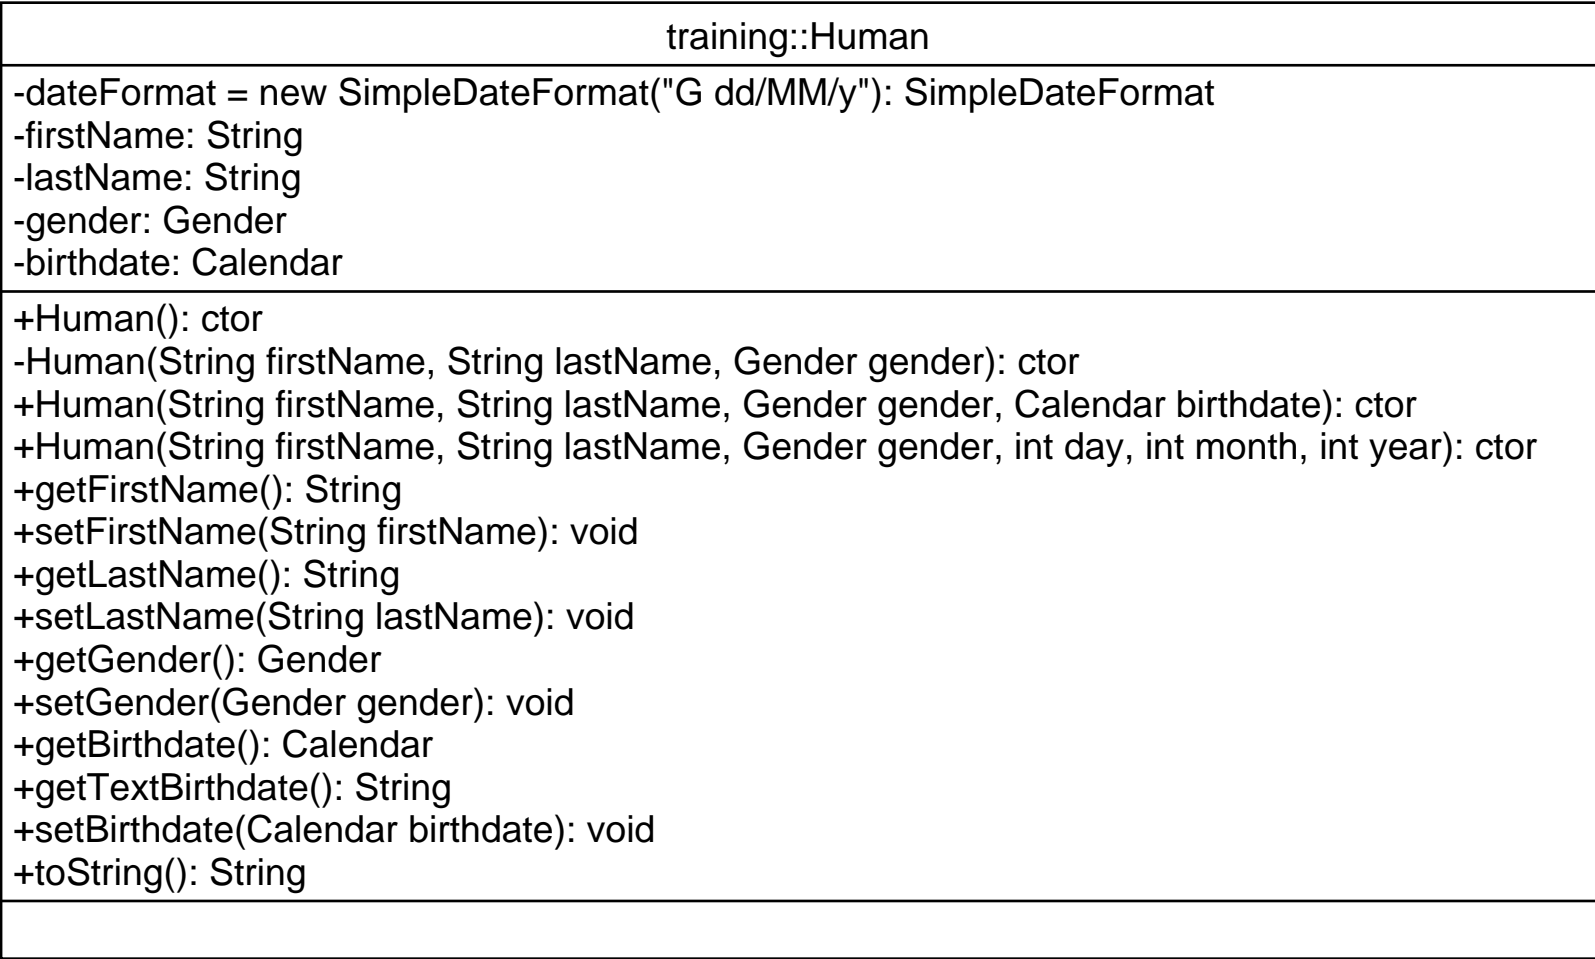 training::Human
-dateFormat = new SimpleDateFormat("G dd/MM/y"): SimpleDateFormat
-firstName: String
-lastName: String
-gender: Gender
-birthdate: Calendar
+Human(): ctor
-Human(String firstName, String lastName, Gender gender): ctor
+Human(String firstName, String lastName, Gender gender, Calendar birthdate): ctor
+Human(String firstName, String lastName, Gender gender, int day, int month, int year): ctor
+getFirstName(): String
+setFirstName(String firstName): void
+getLastName(): String
+setLastName(String lastName): void
+getGender(): Gender
+setGender(Gender gender): void
+getBirthdate(): Calendar
+getTextBirthdate(): String
+setBirthdate(Calendar birthdate): void
+toString(): String